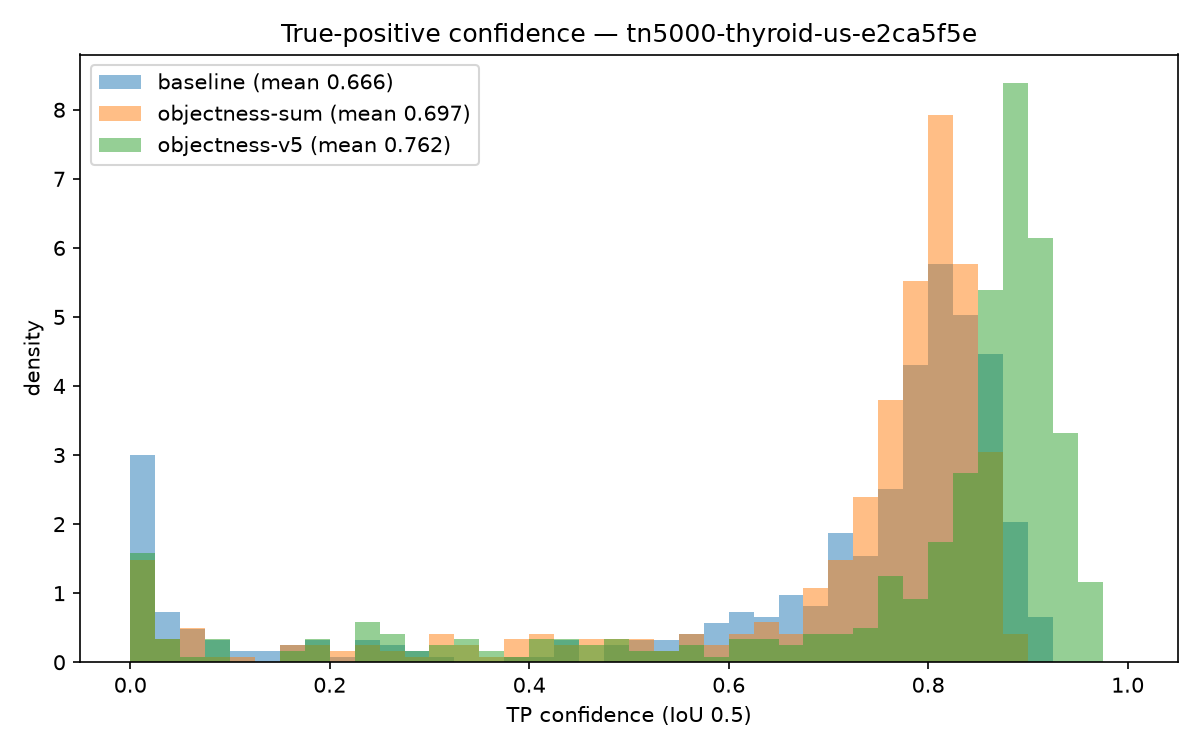 True-positive confidence — tn5000-thyroid-us-e2ca5f5e
baseline (mean 0.666)
objectness-sum (mean 0.697)
objectness-v5 (mean 0.762)
density
8
7
6
5
4
3
2
1
0
0.0 0.2 0.4 0.6 0.8 1.0
TP confidence (IoU 0.5)